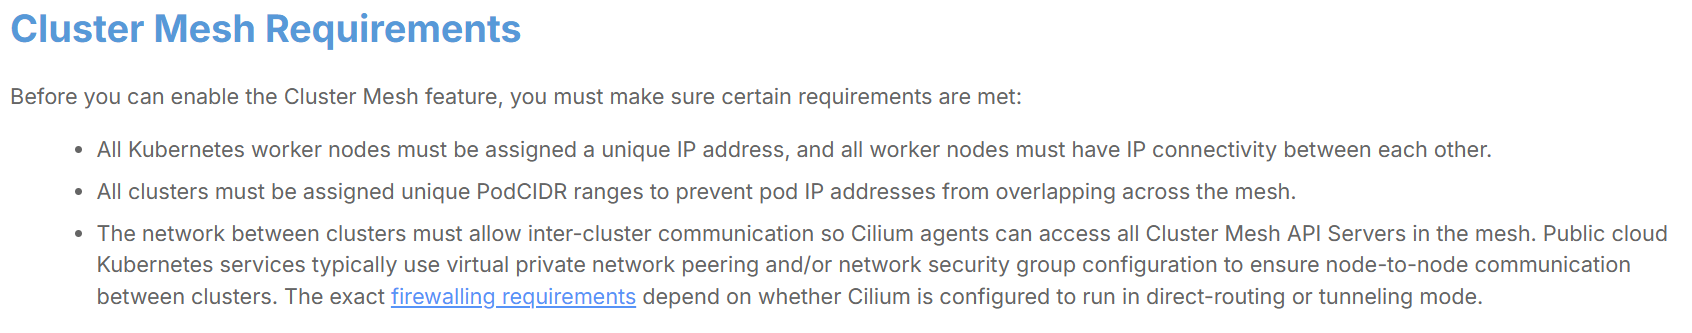 Cluster Mesh Requirements
Before you can enable the Cluster Mesh feature, you must make sure certain requirements are met:
• All Kubernetes worker nodes must be assigned a unique IP address, and all worker nodes must have IP connectivity between each other.
• All clusters must be assigned unique PodCIDR ranges to prevent pod IP addresses from overlapping across the mesh.
• The network between clusters must allow inter-cluster communication so Cilium agents can access all Cluster Mesh API Servers in the mesh. Public cloud
Kubernetes services typically use virtual private network peering and/or network security group configuration to ensure node-to-node communication
between clusters. The exact firewalling requirements depend on whether Cilium is configured to run in direct-routing or tunneling mode.